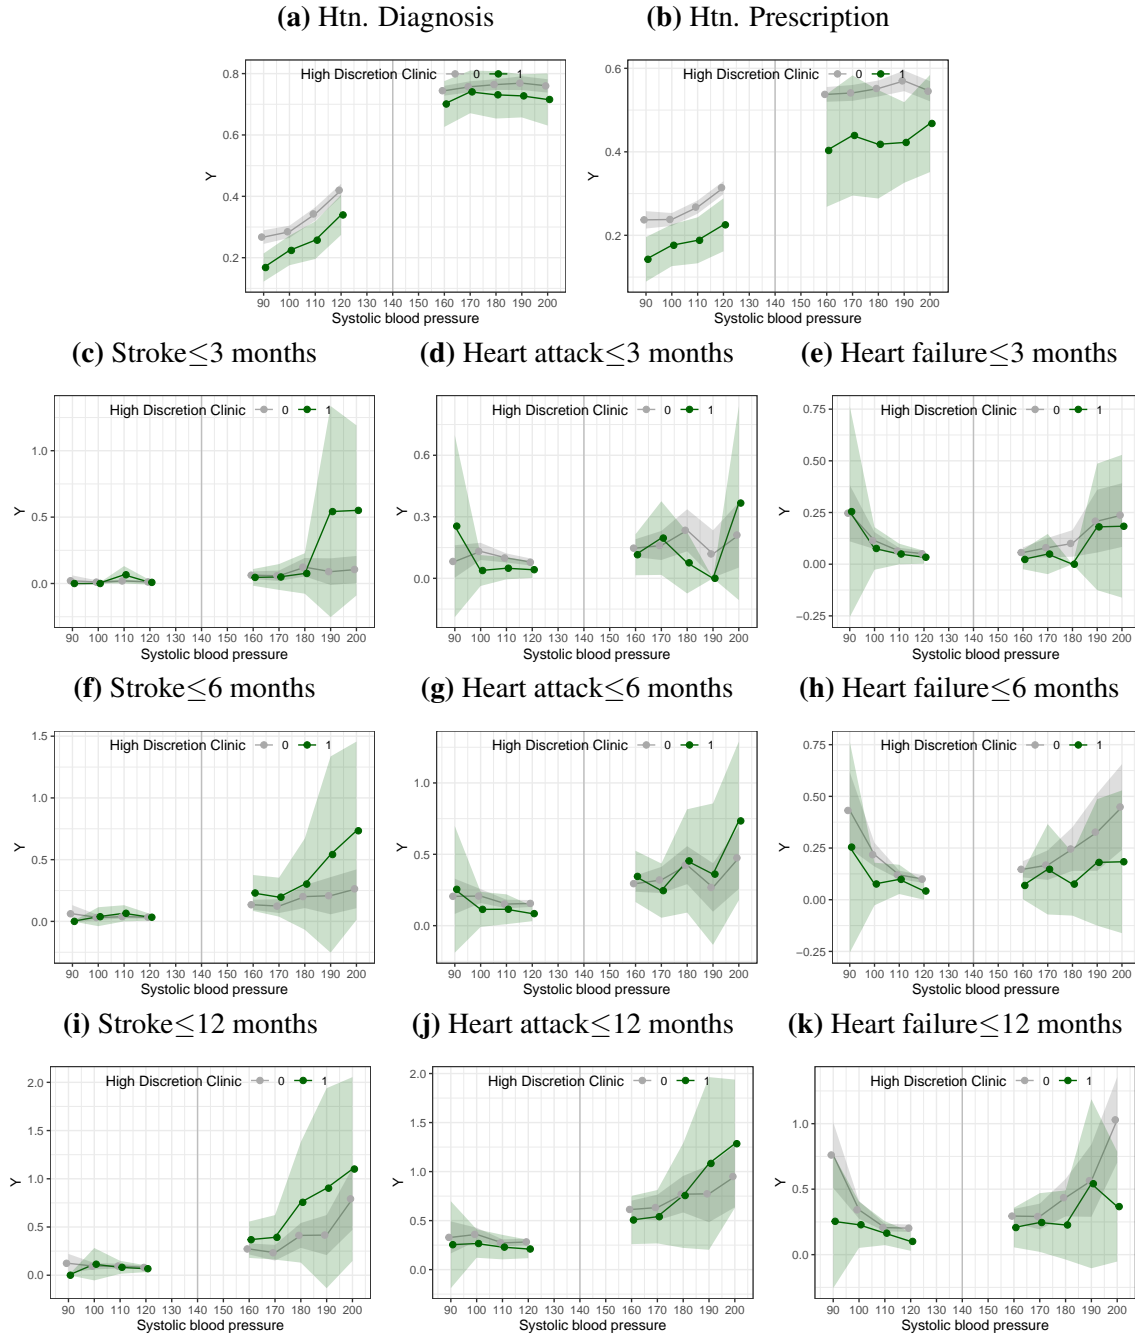 (a) Htn. Diagnosis
(b) Htn. Prescription
High Discretion Clinic 0 1
0.8
0.6
0.4
0.2
Y
90 100 110 120 130 140 150 160 170 180 190 200
Systolic blood pressure
High Discretion Clinic 0 1
0.6
0.4
0.2
Y
90 100 110 120 130 140 150 160 170 180 190 200
Systolic blood pressure
(c) Stroke≤3 months
(d) Heart attack≤3 months
(e) Heart failure≤3 months
High Discretion Clinic 0 1
1.0
0.5
0.0
Y
90 100 110 120 130 140 150 160 170 180 190 200
Systolic blood pressure
High Discretion Clinic 0 1
0.6
0.3
0.0
Y
90 100 110 120 130 140 150 160 170 180 190 200
Systolic blood pressure
High Discretion Clinic 0 1
0.75
0.50
0.25
0.00
−0.25
Y
90 100 110 120 130 140 150 160 170 180 190 200
Systolic blood pressure
(f) Stroke≤6 months
(g) Heart attack≤6 months
(h) Heart failure≤6 months
High Discretion Clinic 0 1
1.5
1.0
0.5
0.0
Y
90 100 110 120 130 140 150 160 170 180 190 200
Systolic blood pressure
High Discretion Clinic 0 1
1.0
0.5
0.0
Y
90 100 110 120 130 140 150 160 170 180 190 200
Systolic blood pressure
High Discretion Clinic 0 1
0.75
0.50
0.25
0.00
−0.25
Y
90 100 110 120 130 140 150 160 170 180 190 200
Systolic blood pressure
(i) Stroke≤12 months
(j) Heart attack≤12 months
(k) Heart failure≤12 months
High Discretion Clinic 0 1
2.0
1.5
1.0
0.5
0.0
Y
90 100 110 120 130 140 150 160 170 180 190 200
Systolic blood pressure
High Discretion Clinic 0 1
2.0
1.5
1.0
0.5
0.0
Y
90 100 110 120 130 140 150 160 170 180 190 200
Systolic blood pressure
High Discretion Clinic 0 1
1.0
0.5
0.0
Y
90 100 110 120 130 140 150 160 170 180 190 200
Systolic blood pressure